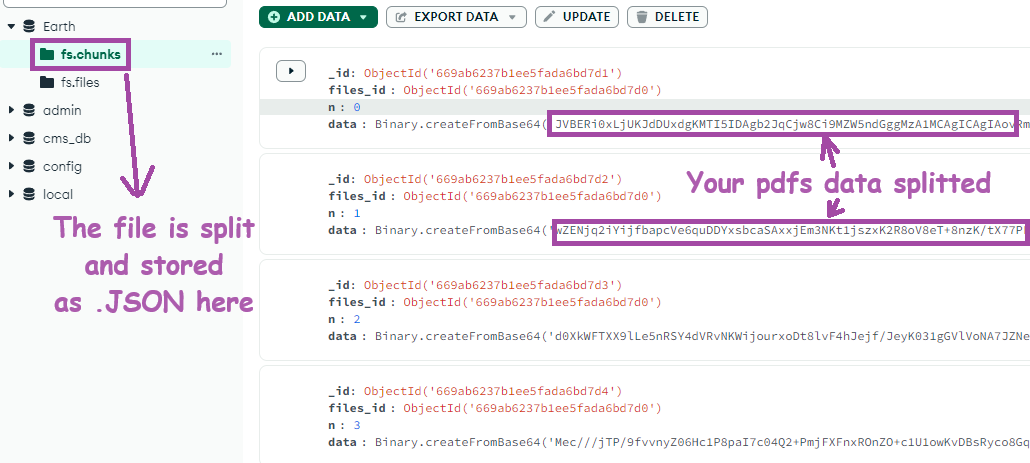 Earth
fs.chunks
fs.files
admin
cms_db
config
local
The file is split
and stored
as .JSON here
ADD DATA
EXPORT DATA
UPDATE
DELETE
_id: ObjectId('669ab6237b1ee5fada6bd7d1')
files_id : ObjectId('669ab6237b1ee5fada6bd7d0')
n : 0
data : Binary.createFromBase64('JVBERi0xLjUKJdDUxdgKMTI5IDAgb2JqCjw8Ci9MZW5ndGggMzA1MCAgICAgIAovRm
Your pdfs data splitted
_id: ObjectId('669ab6237b1ee5fada6bd7d2')
files_id : ObjectId('669ab6237b1ee5fada6bd7d0')
n : 1
data : Binary.createFromBase64('wZENjq2iYijfbapcVe6quDDYxsbcaSAxxjEm3NKt1jszxK2R8oV8eT+8nzK/tX77P
_id: ObjectId('669ab6237b1ee5fada6bd7d3')
files_id : ObjectId('669ab6237b1ee5fada6bd7d0')
n : 2
data : Binary.createFromBase64('d0XkWFTXX9lLe5nRSY4dVRvNKWijourxoDt8lvF4hJejf/JeyK031gGVlVoNA7JZNe
_id: ObjectId('669ab6237b1ee5fada6bd7d4')
files_id : ObjectId('669ab6237b1ee5fada6bd7d0')
n : 3
data : Binary.createFromBase64('Mec///jTP/9fvvnyZ06Hc1P8paI7c04Q2+PmjFXFnxROnZO+c1U1owKvDBsRyco8Gq